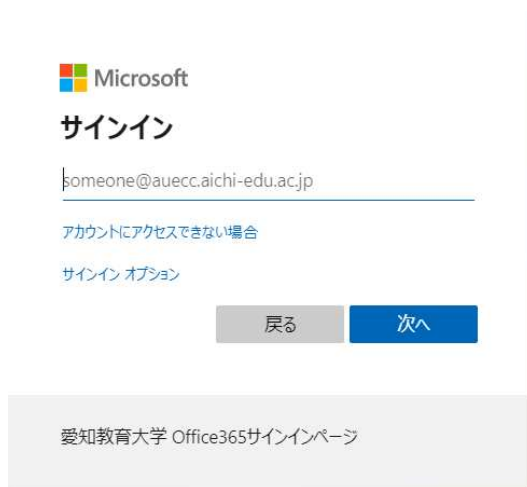 Microsoft
サインイン
someone@auecc.aichi-edu.ac.jp
アカウントにアクセスできない場合
サインイン オプション
戻る 次へ
愛知教育大学 Office365サインインページ